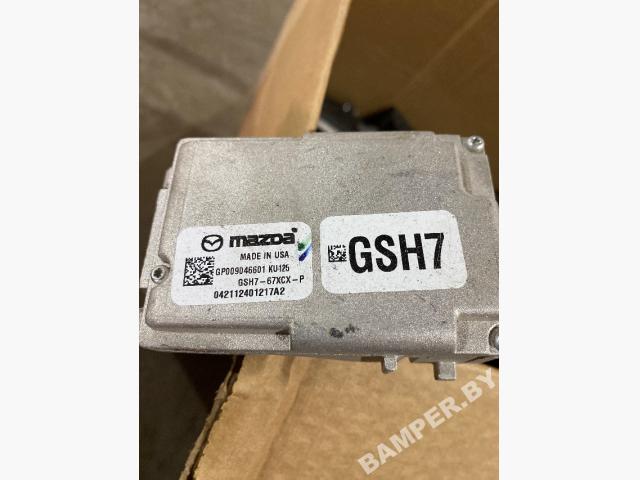 mazda
MADE IN USA
GP009046601 KU125
GSH7-67XCX-P
042112401217A2
GSH7
BAMPER.BY